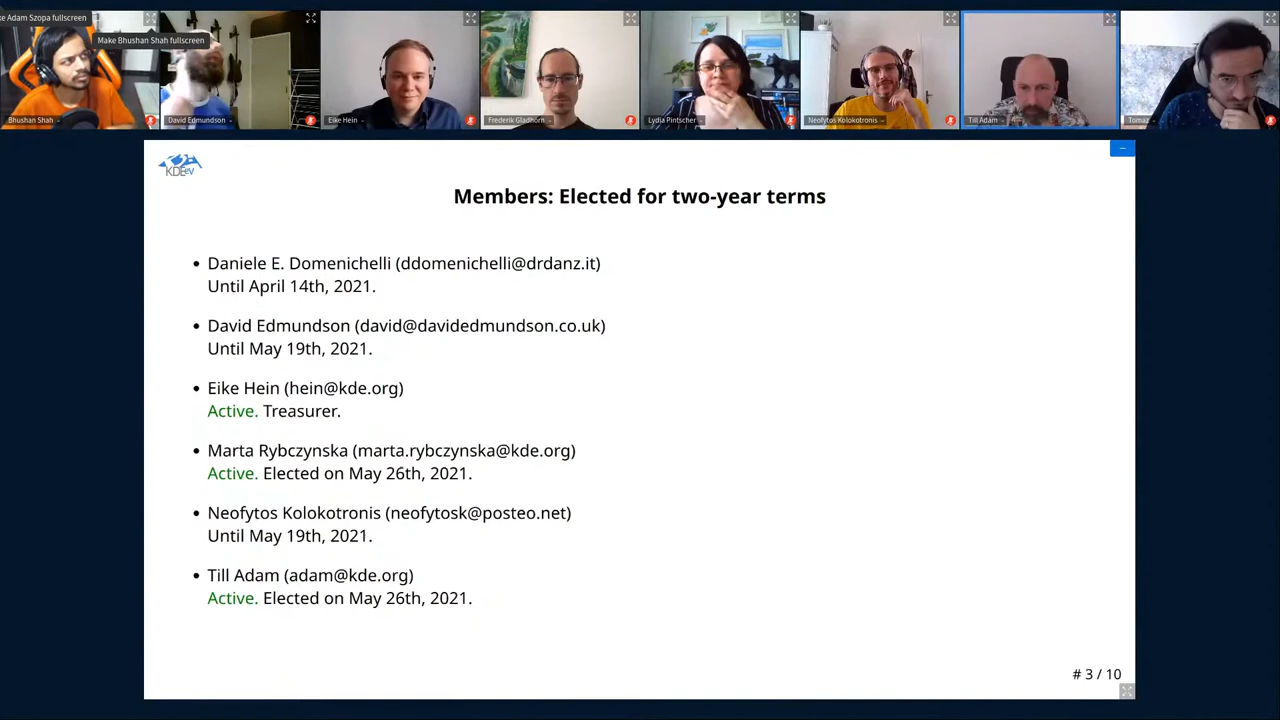 ke Adam Szopa fullscreen
Make Bhushan Shah fullscreen
Bhushan Shah
David Edmundson
Eike Hein
Frederik Gladhorn
Lydia Pintscher
Neofytos Kolokotronis
Till Adam
Tomaz
KDE eV
Members: Elected for two-year terms
• Daniele E. Domenichelli (ddomenichelli@drdanz.it)
Until April 14th, 2021.
• David Edmundson (david@davidedmundson.co.uk)
Until May 19th, 2021.
• Eike Hein (hein@kde.org)
Active. Treasurer.
• Marta Rybczynska (marta.rybczynska@kde.org)
Active. Elected on May 26th, 2021.
• Neofytos Kolokotronis (neofytosk@posteo.net)
Until May 19th, 2021.
• Till Adam (adam@kde.org)
Active. Elected on May 26th, 2021.
# 3 / 10